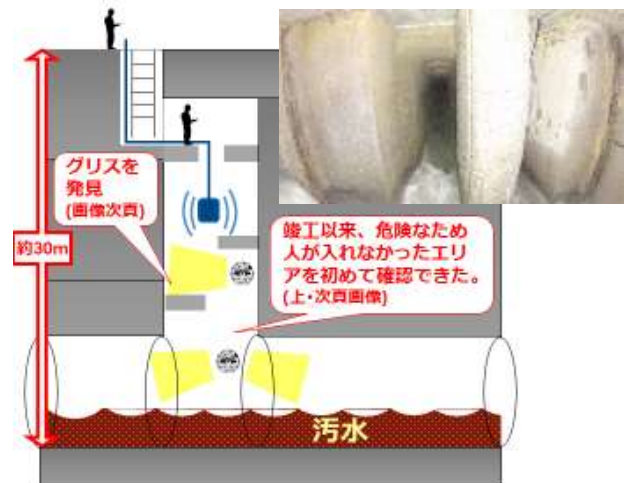 グリスを
発見
(画像次頁)
約30m
竣工以来、危険なため
人が入れなかったエリ
アを初めて確認できた。
(上・次頁画像)
汚水